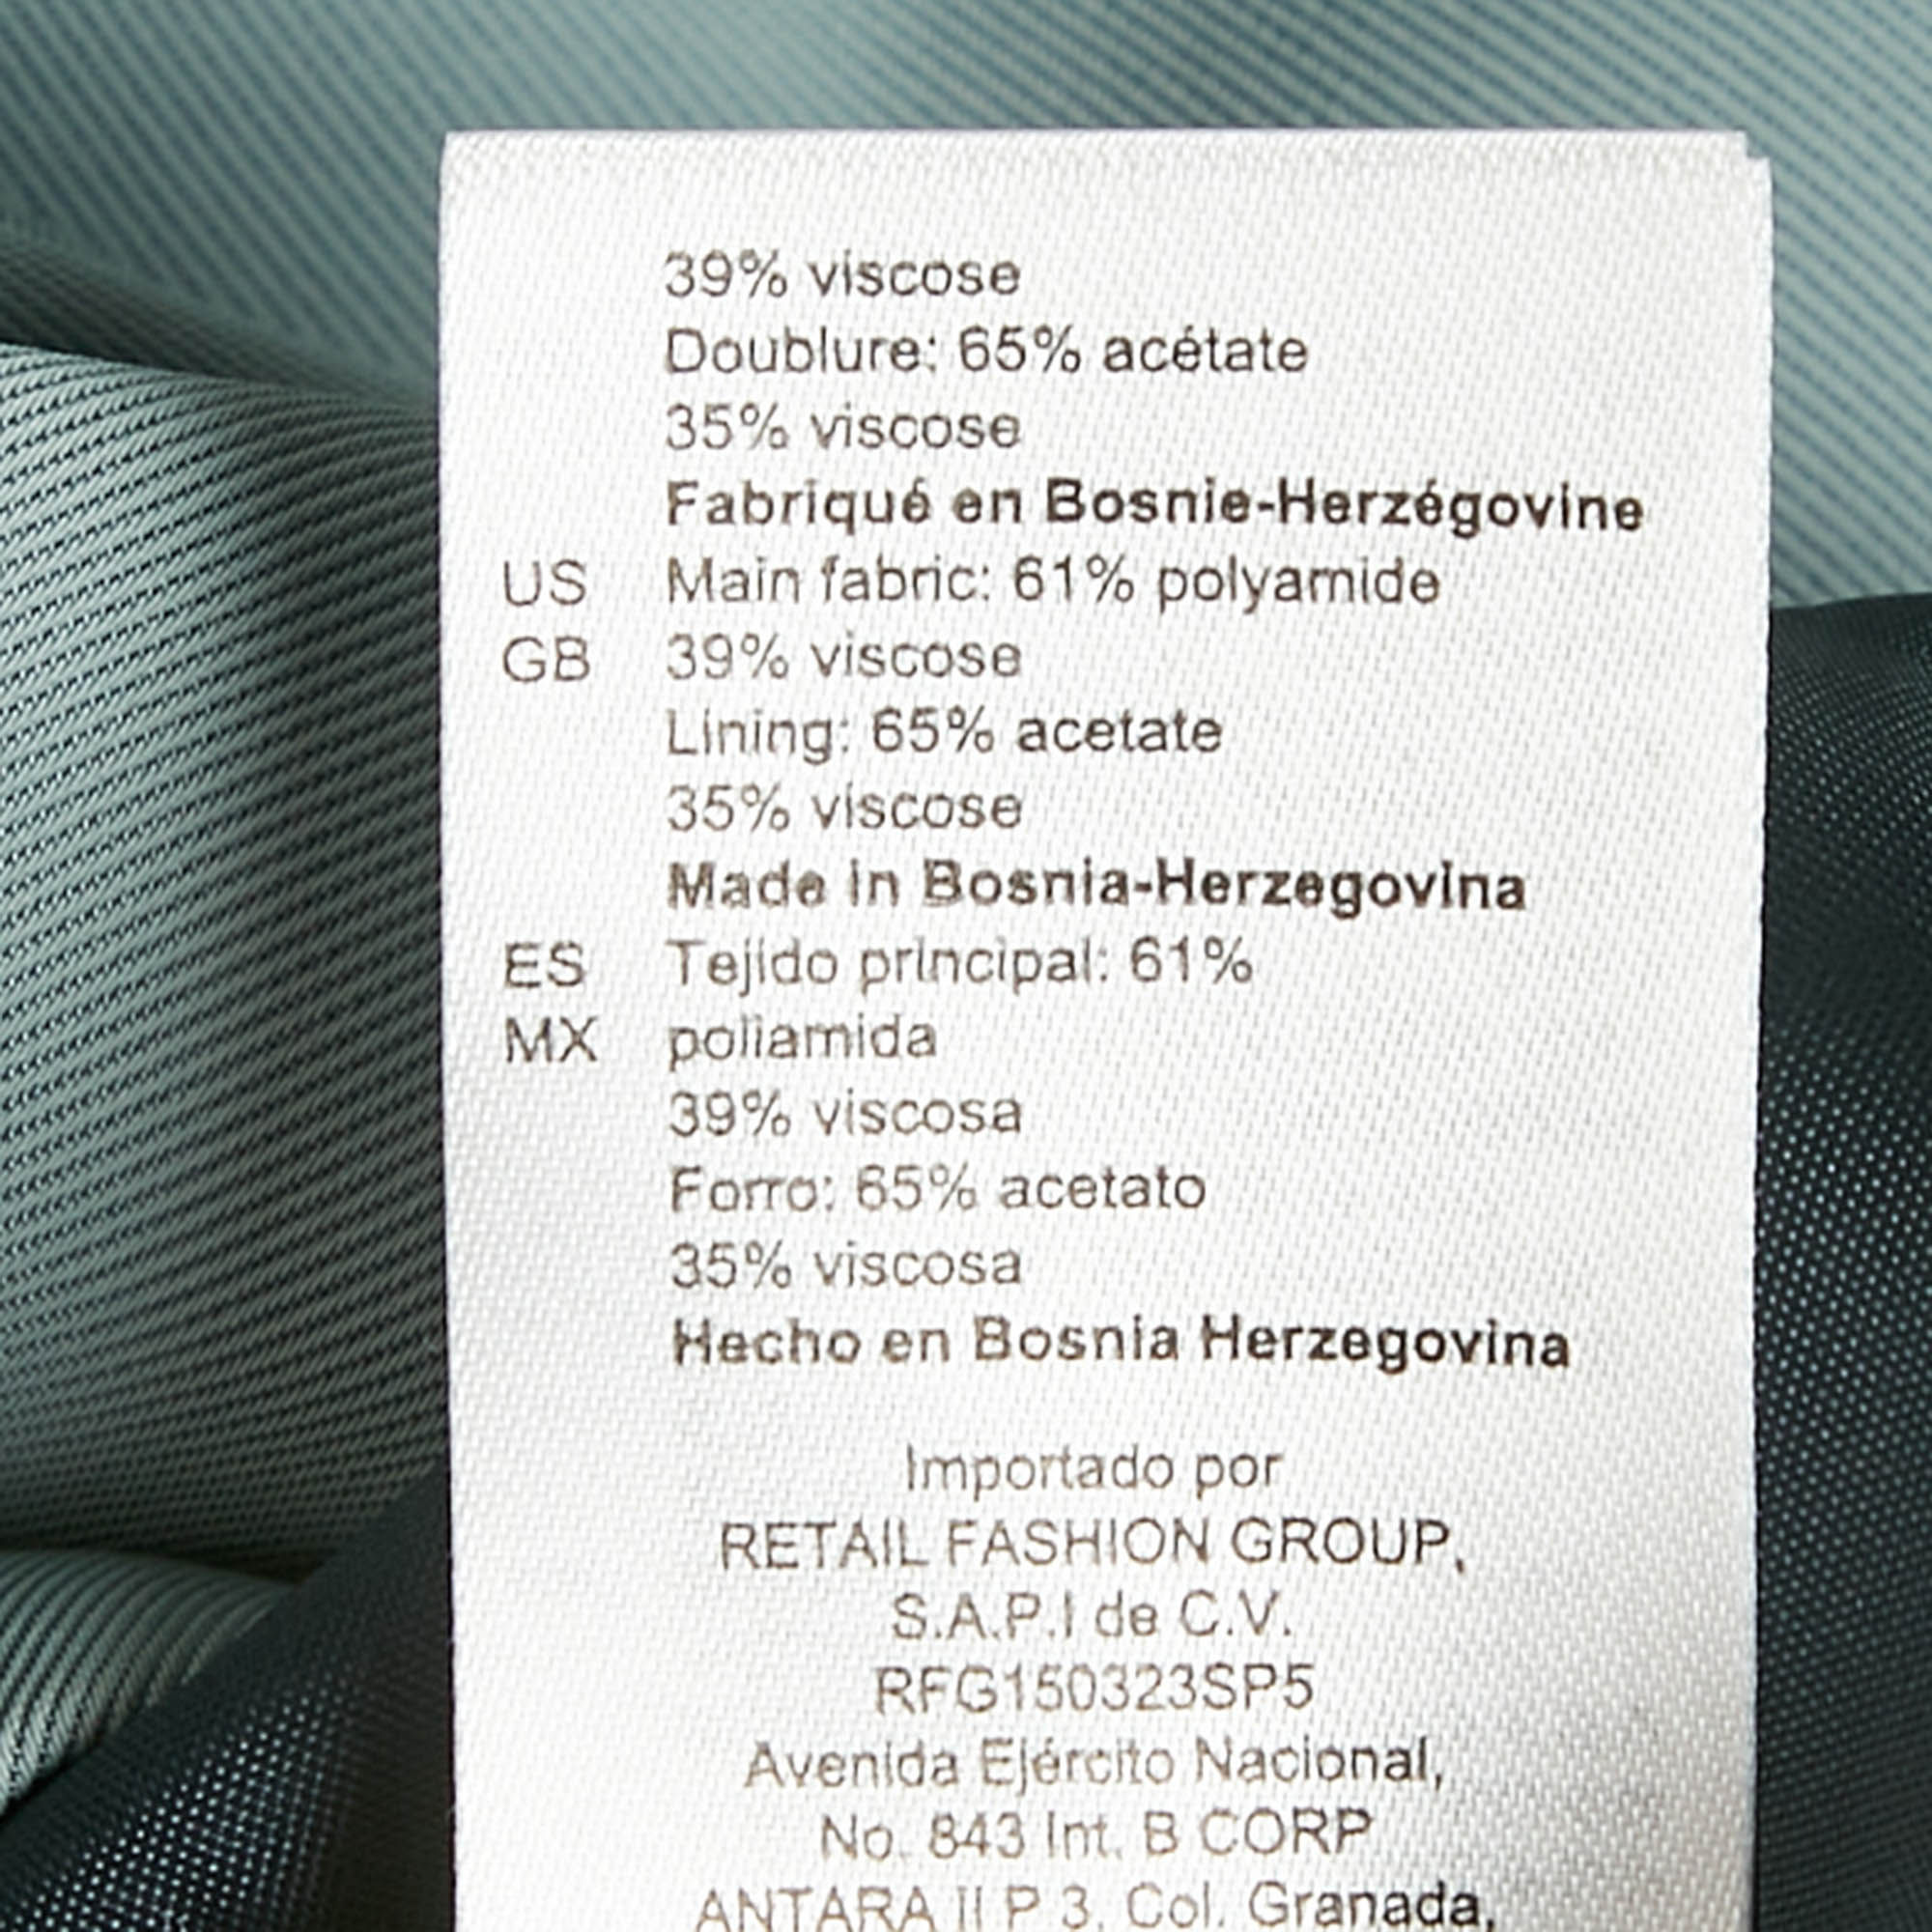 39% viscose
Doublure: 65% acétate
35% viscose
Fabriqué en Bosnie-Herzégovine
US Main fabric: 61% polyamide
GB 39% viscose
Lining: 65% acetate
35% viscose
Made in Bosnia-Herzegovina
ES Tejido principal: 61%
MX poliamida
39% viscosa
Forro: 65% acetato
35% viscosa
Hecho en Bosnia Herzegovina
Importado por
RETAIL FASHION GROUP,
S.A.P.I de C.V.
RFG150323SP5
Avenida Ejército Nacional,
No. 843 Int. B CORP
ANTARA II P 3, Col. Granada,